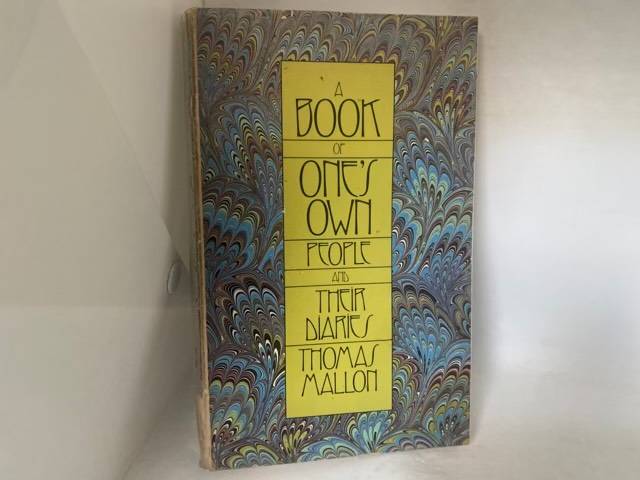 A
BOOK
OF
ONE'S
OWN
PEOPLE
AND
THEIR
DIARIES
THOMAS
MALLON